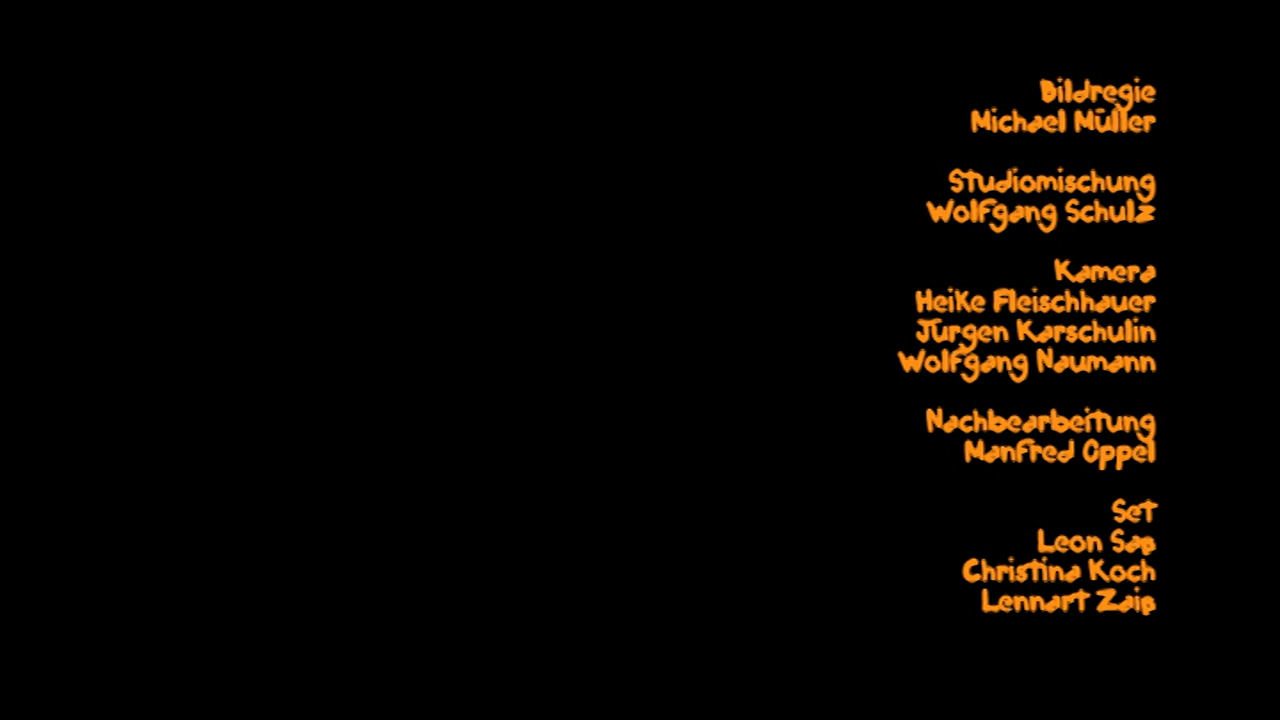 Bildregie
Michael Müller
Studiomischung
Wolfgang Schulz
Kamera
Heike Fleischhauer
Jürgen Karschulin
Wolfgang Naumann
Nachbearbeitung
Manfred Oppel
Set
Leon Saß
Christina Koch
Lennart Zaiß